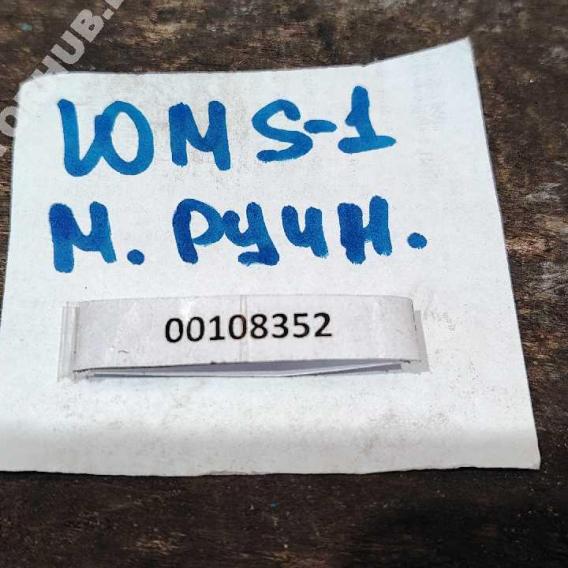 ЮМ S-1
м. ручн.
00108352